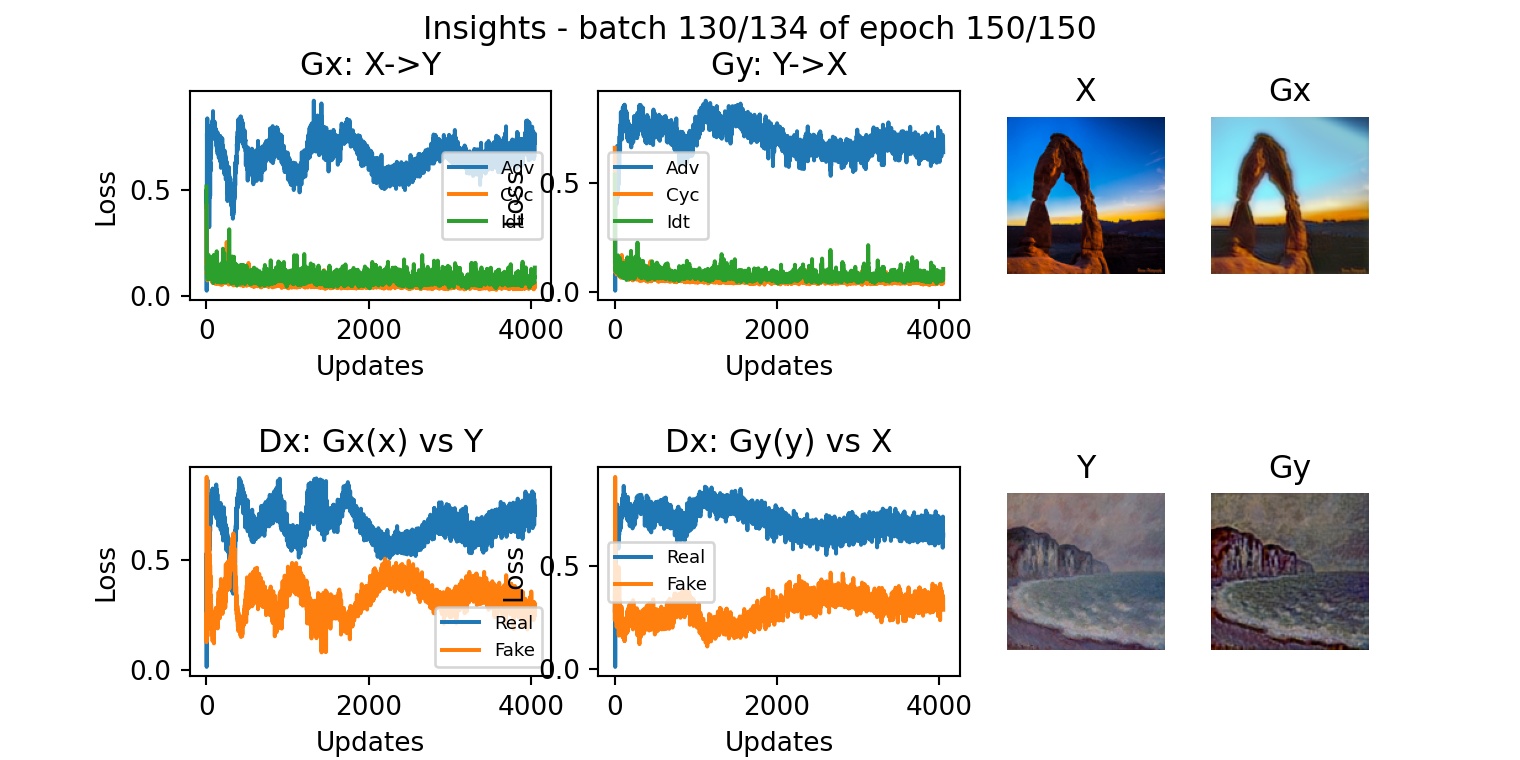 Insights - batch 130/134 of epoch 150/150
Gx: X->Y
Loss
0.5
0.0
Adv
Cyc
Idt
0
2000
4000
Updates
Gy: Y->X
Loss
0.5
0.0
Adv
Cyc
Idt
0
2000
4000
Updates
X
Gx
Dx: Gx(x) vs Y
Loss
0.5
0.0
Real
Fake
0
2000
4000
Updates
Dx: Gy(y) vs X
Loss
0.5
0.0
Real
Fake
0
2000
4000
Updates
Y
Gy